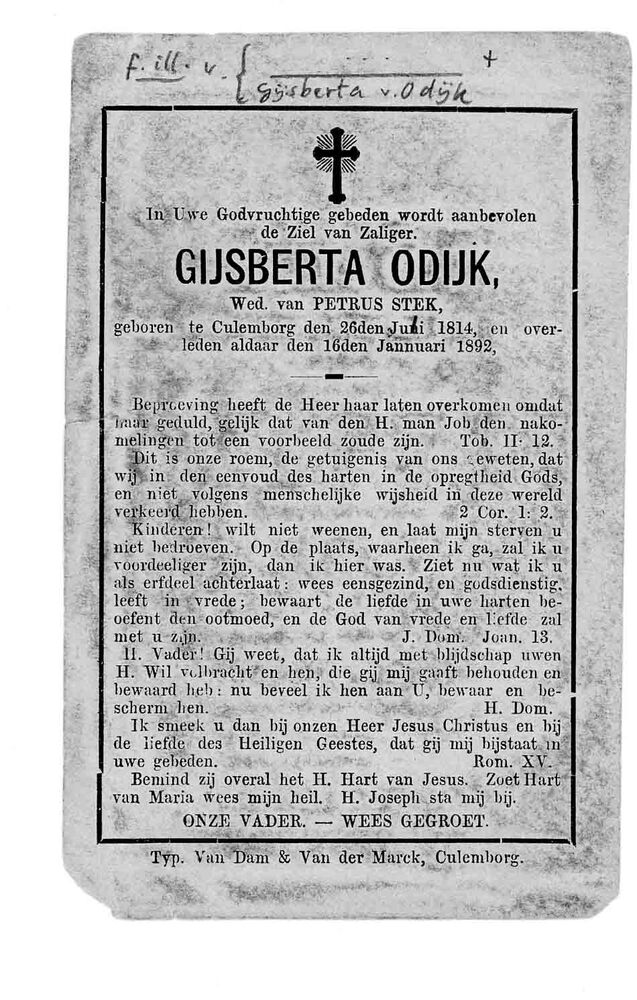 f. ill. v. { . . . . . +
Gijsberta v. Odijk
In Uwe Godvruchtige gebeden wordt aanbevolen
de Ziel van Zaliger.
GIJSBERTA ODIJK,
Wed. van PETRUS STEK,
geboren te Culemborg den 26den Juli 1814, en over-
leden aldaar den 16den Jannuari 1892,
Beproeving heeft de Heer haar laten overkomen omdat
haar geduld, gelijk dat van den H. man Job den nako-
melingen tot een voorbeeld zoude zijn. Tob. II- 12.
Dit is onze roem, de getuigenis van ons geweten, dat
wij in den eenvoud des harten in de opregtheid Gods,
en niet volgens menschelijke wijsheid in deze wereld
verkeerd hebben. 2 Cor. 1: 2.
Kinderen! wilt niet weenen, en laat mijn sterven u
niet bedroeven. Op de plaats, waarheen ik ga, zal ik u
voordeeliger zijn, dan ik hier was. Ziet nu wat ik u
als erfdeel achterlaat: wees eensgezind, en godsdienstig,
leeft in vrede; bewaart de liefde in uwe harten be-
oefent den ootmoed, en de God van vrede en liefde zal
met u zijn. J. Dom. Joan. 13.
H. Vader! Gij weet, dat ik altijd met blijdschap uwen
H. Wil volbracht en hen, die gij mij gaaft behouden en
bewaard heb: nu beveel ik hen aan U, bewaar en be-
scherm hen. H. Dom.
Ik smeek u dan bij onzen Heer Jesus Christus en bij
de liefde des Heiligen Geestes, dat gij mij bijstaat in
uwe gebeden. Rom. XV.
Bemind zij overal het H. Hart van Jesus. Zoet Hart
van Maria wees mijn heil. H. Joseph sta mij bij.
ONZE VADER. — WEES GEGROET.
Typ. Van Dam & Van der Marck, Culemborg.